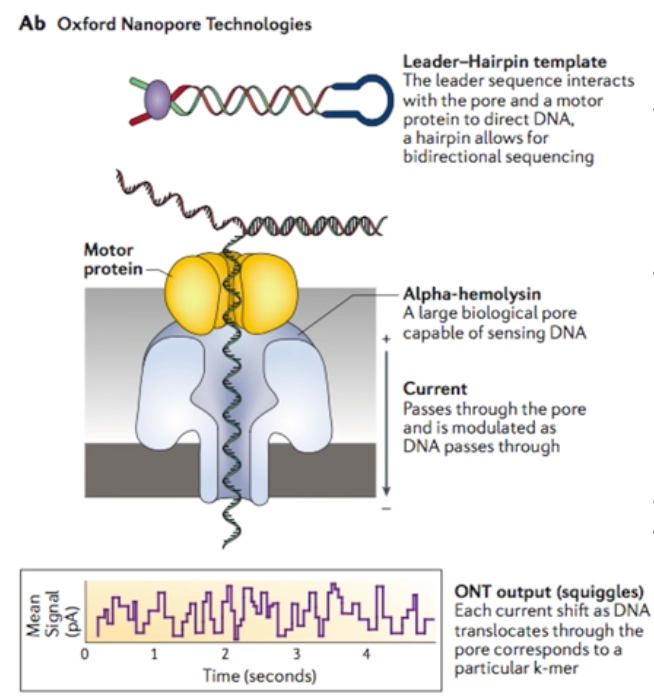 Ab Oxford Nanopore Technologies
Leader–Hairpin template
The leader sequence interacts
with the pore and a motor
protein to direct DNA,
a hairpin allows for
bidirectional sequencing
Motor
protein
Alpha-hemolysin
A large biological pore
capable of sensing DNA
+
Current
Passes through the pore
and is modulated as
DNA passes through
–
Mean
Signal
(pA)
0 1 2 3 4
Time (seconds)
ONT output (squiggles)
Each current shift as DNA
translocates through the
pore corresponds to a
particular k-mer